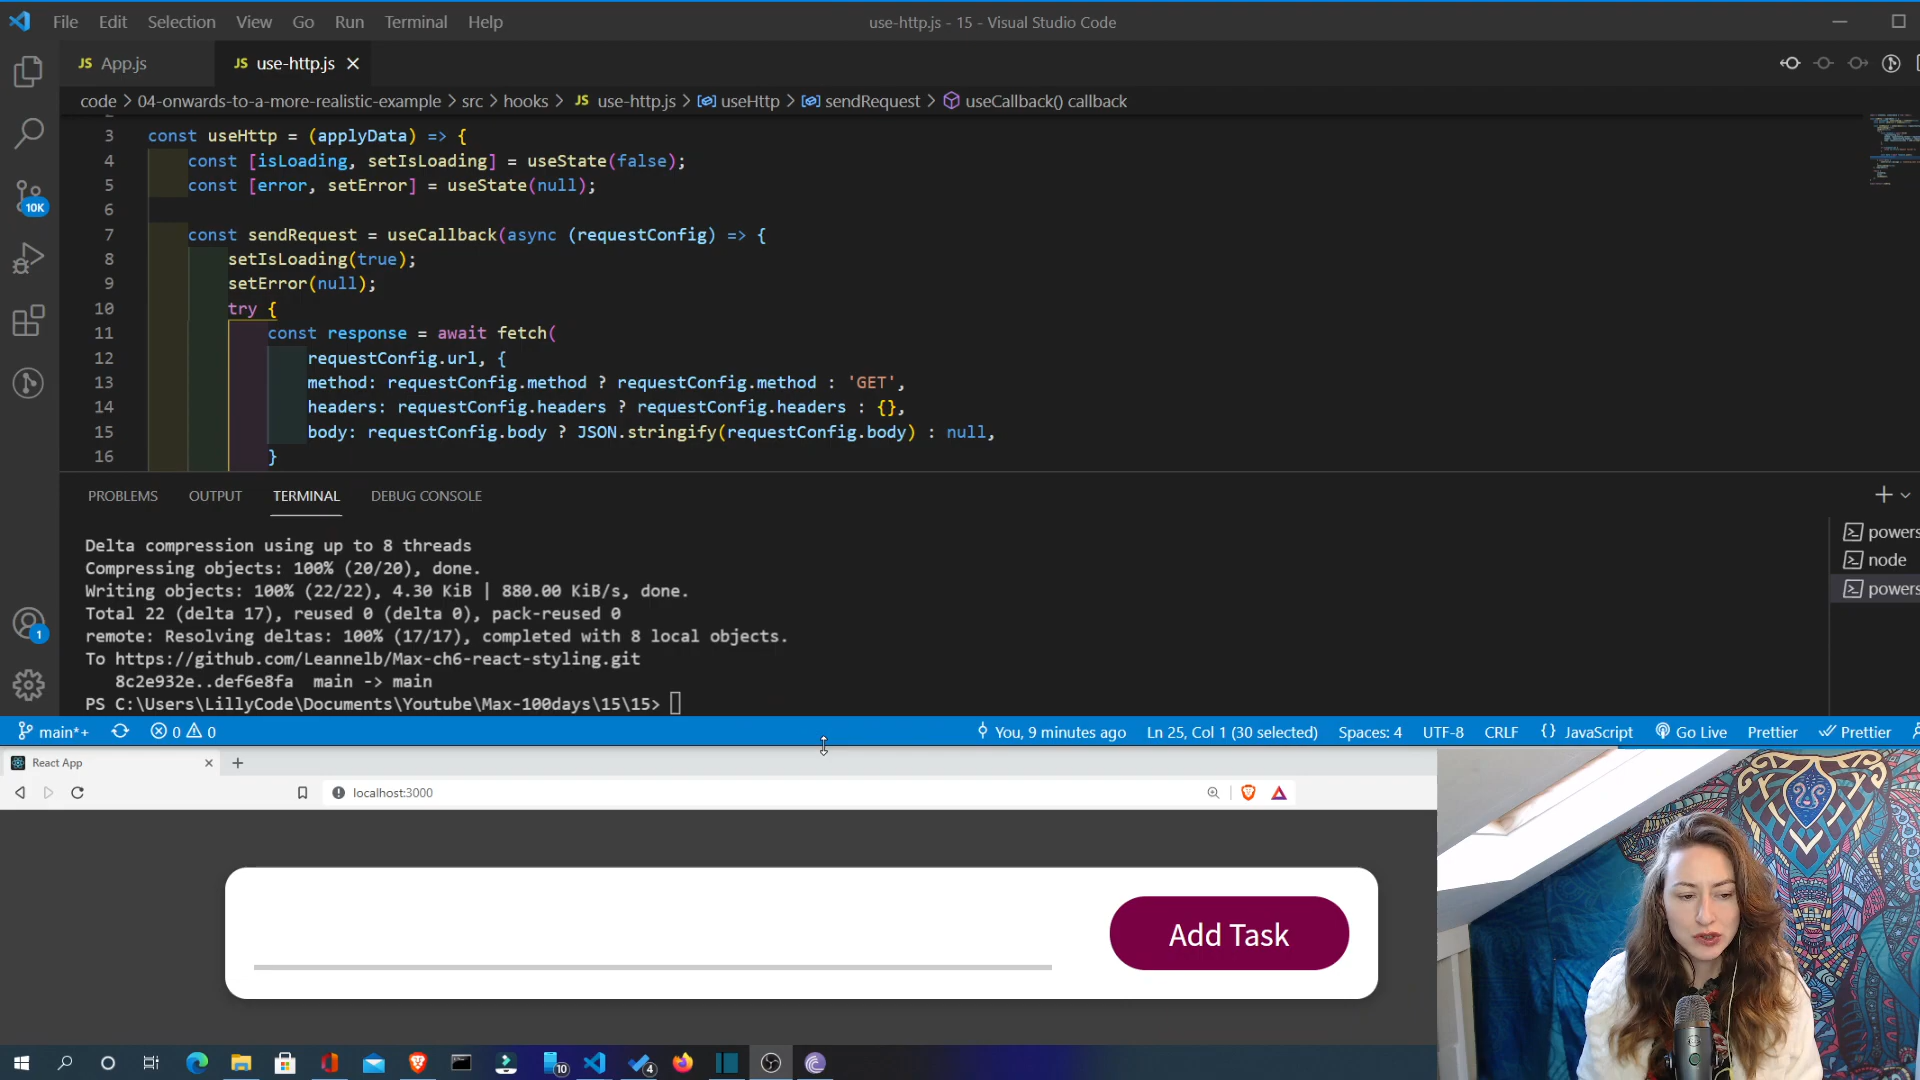 File Edit Selection View Go Run Terminal Help
use-http.js - 15 - Visual Studio Code
JS App.js
JS use-http.js
code > 04-onwards-to-a-more-realistic-example > src > hooks > JS use-http.js > useHttp > sendRequest > useCallback() callback
3 const useHttp = (applyData) => {
4 const [isLoading, setIsLoading] = useState(false);
5 const [error, setError] = useState(null);
6
7 const sendRequest = useCallback(async (requestConfig) => {
8 setIsLoading(true);
9 setError(null);
10 try {
11 const response = await fetch(
12 requestConfig.url, {
13 method: requestConfig.method ? requestConfig.method : 'GET',
14 headers: requestConfig.headers ? requestConfig.headers : {},
15 body: requestConfig.body ? JSON.stringify(requestConfig.body) : null,
16 }
10K
1
PROBLEMS OUTPUT TERMINAL DEBUG CONSOLE
powers
node
powers
Delta compression using up to 8 threads
Compressing objects: 100% (20/20), done.
Writing objects: 100% (22/22), 4.30 KiB | 880.00 KiB/s, done.
Total 22 (delta 17), reused 0 (delta 0), pack-reused 0
remote: Resolving deltas: 100% (17/17), completed with 8 local objects.
To https://github.com/Leannelb/Max-ch6-react-styling.git
8c2e932e..def6e8fa main -> main
PS C:\Users\LillyCode\Documents\Youtube\Max-100days\15\15>
main*+ 0 0 You, 9 minutes ago Ln 25, Col 1 (30 selected) Spaces: 4 UTF-8 CRLF {} JavaScript Go Live Prettier Prettier
React App
localhost:3000
Add Task
10
4